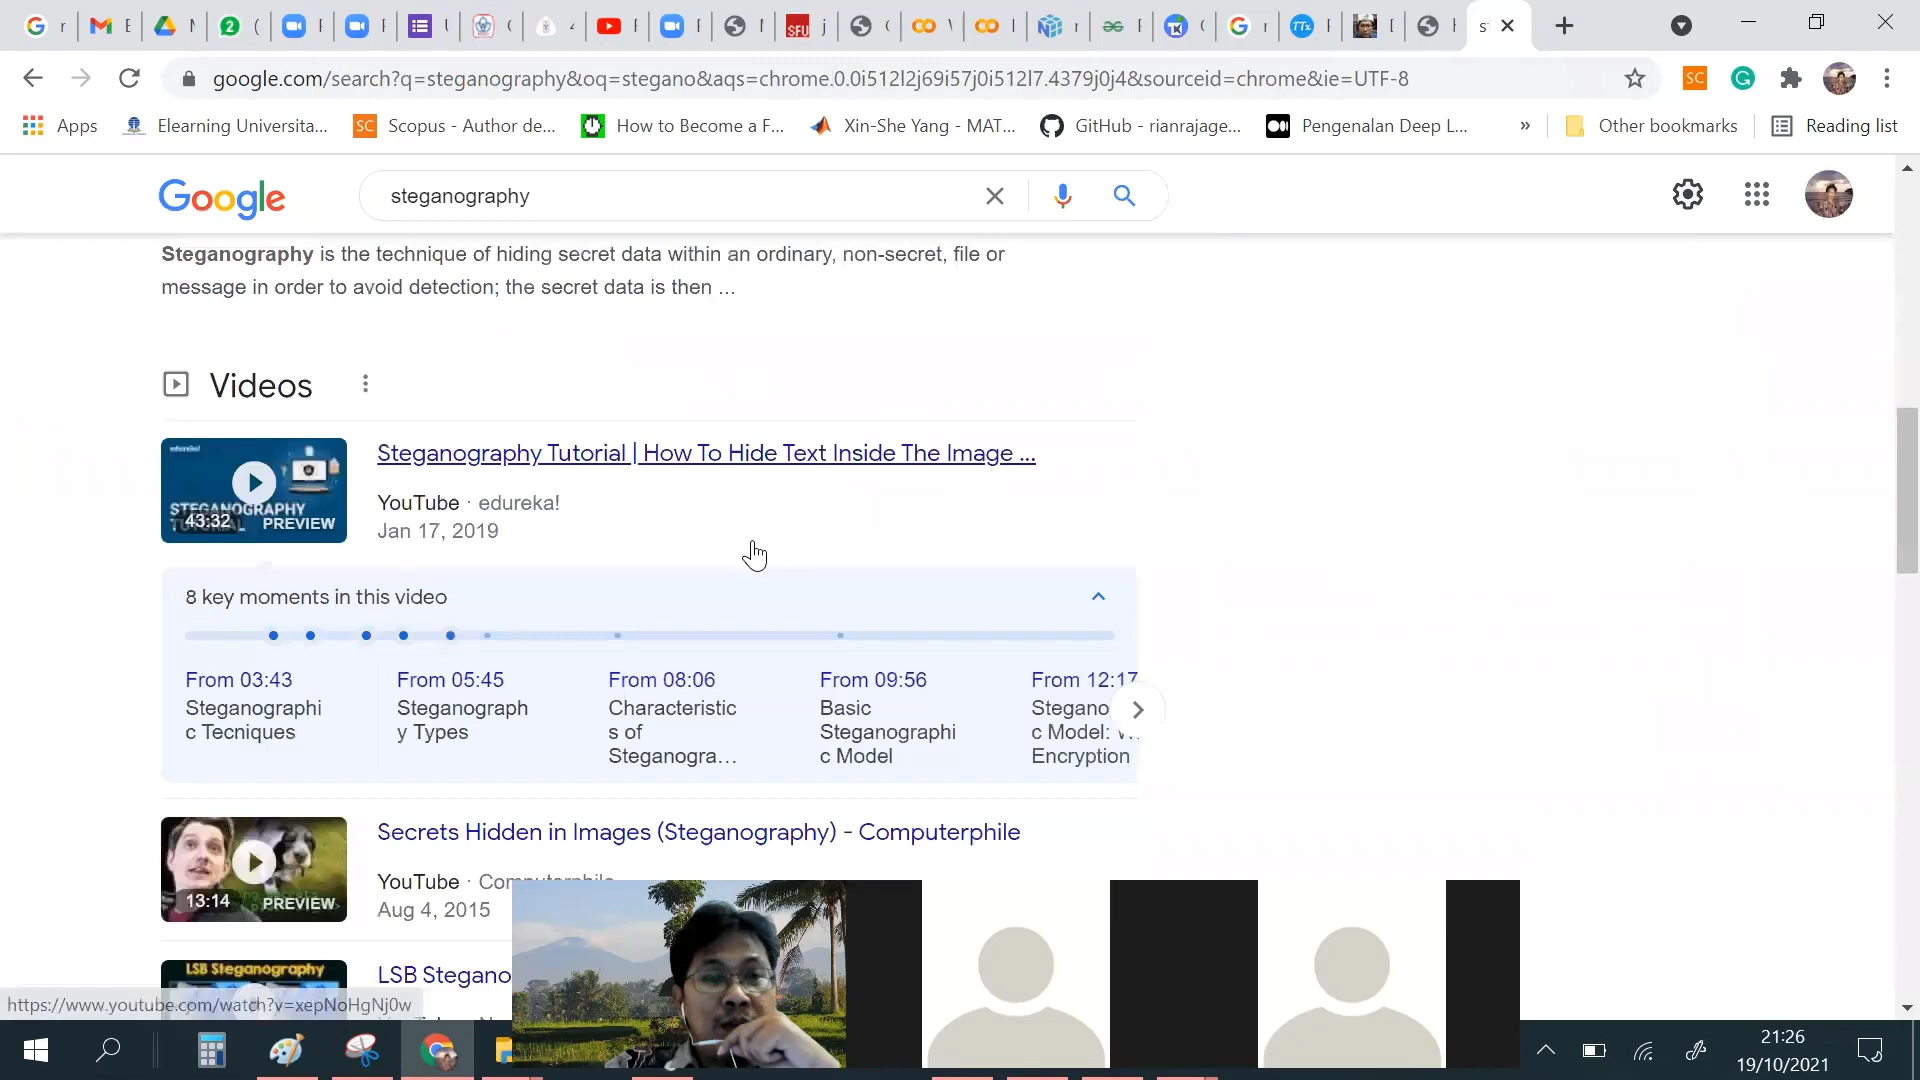 google.com/search?q=steganography&oq=stegano&aqs=chrome.0.0i512l2j69i57j0i512l7.4379j0j4&sourceid=chrome&ie=UTF-8
SC
Apps
Elearning Universita...
SC
Scopus - Author de...
How to Become a F...
Xin-She Yang - MAT...
GitHub - rianrajage...
Pengenalan Deep L...
»
Other bookmarks
Reading list
Google
steganography
Steganography is the technique of hiding secret data within an ordinary, non-secret, file or
message in order to avoid detection; the secret data is then ...
Videos
Steganography Tutorial | How To Hide Text Inside The Image ...
YouTube · edureka!
Jan 17, 2019
STEGANOGRAPHY
TUTORIAL
43:32
PREVIEW
8 key moments in this video
From 03:43
Steganographi
c Tecniques
From 05:45
Steganograph
y Types
From 08:06
Characteristic
s of
Steganogra...
From 09:56
Basic
Steganographi
c Model
From 12:17
Stegano
c Model: W...
Encryption
Secrets Hidden in Images (Steganography) - Computerphile
YouTube · Computerphile
Aug 4, 2015
13:14
PREVIEW
LSB Steganography
LSB Stegano
https://www.youtube.com/watch?v=xepNoHgNj0w
21:26
19/10/2021